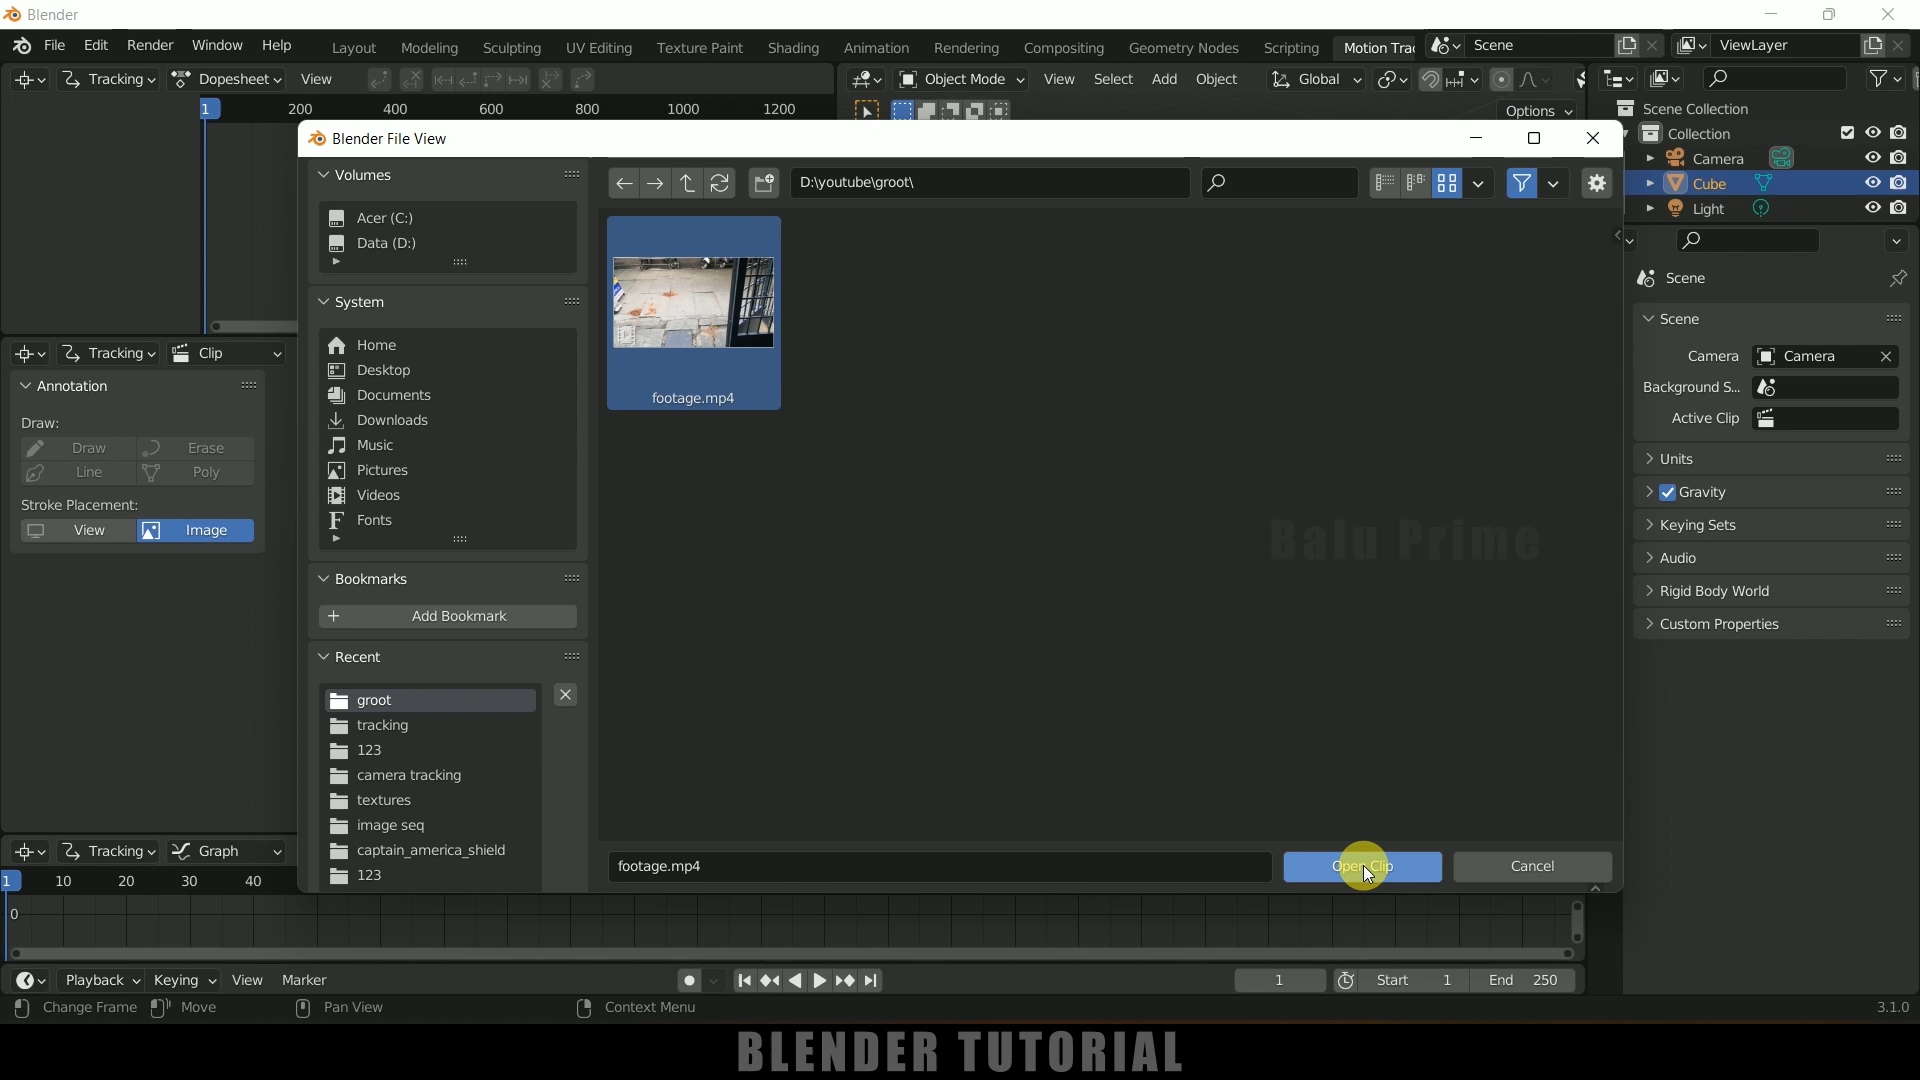 Blender
File Edit Render Window Help Layout Modeling Sculpting UV Editing Texture Paint Shading Animation Rendering Compositing Geometry Nodes Scripting Motion Trac Scene ViewLayer
Tracking Dopesheet View Object Mode View Select Add Object Global
1 200 400 600 800 1000 1200 Options
Scene Collection
Collection
Camera
Cube
Light
Blender File View
Volumes
D:\youtube\groot\
Acer (C:)
Data (D:)
System
Home
Desktop
Documents
Downloads
Music
Pictures
Videos
Fonts
Bookmarks
Add Bookmark
Recent
groot
tracking
123
camera tracking
textures
image seq
captain_america_shield
123
footage.mp4
Balu Prime
footage.mp4 Open Clip Cancel
Scene
Scene
Camera Camera
Background S...
Active Clip
Units
Gravity
Keying Sets
Audio
Rigid Body World
Custom Properties
Tracking Clip
Annotation
Draw:
Draw Erase
Line Poly
Stroke Placement:
View Image
Tracking Graph
1 10 20 30 40
0
Playback Keying View Marker 1 Start 1 End 250
Change Frame Move Pan View Context Menu 3.1.0
BLENDER TUTORIAL